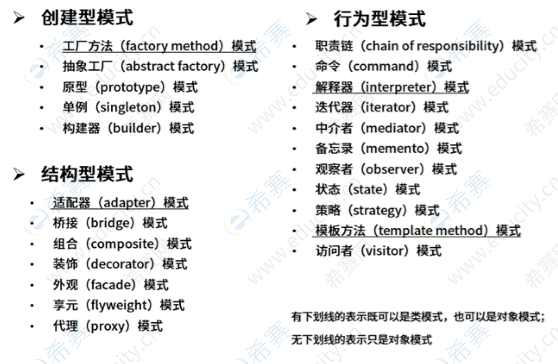 ➢ 创建型模式
• 工厂方法（factory method）模式
• 抽象工厂（abstract factory）模式
• 原型（prototype）模式
• 单例（singleton）模式
• 构建器（builder）模式
➢ 结构型模式
• 适配器（adapter）模式
• 桥接（bridge）模式
• 组合（composite）模式
• 装饰（decorator）模式
• 外观（facade）模式
• 享元（flyweight）模式
• 代理（proxy）模式
➢ 行为型模式
• 职责链（chain of responsibility）模式
• 命令（command）模式
• 解释器（interpreter）模式
• 迭代器（iterator）模式
• 中介者（mediator）模式
• 备忘录（memento）模式
• 观察者（observer）模式
• 状态（state）模式
• 策略（strategy）模式
• 模板方法（template method）模式
• 访问者（visitor）模式
有下划线的表示既可以是类模式，也可以是对象模式；
无下划线的表示只是对象模式
希赛
www.educity.cn